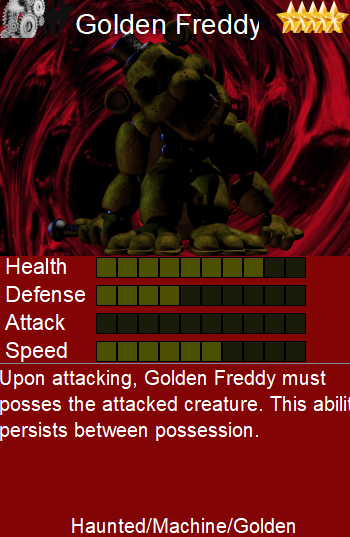 Golden Freddy
Health
Defense
Attack
Speed
Upon attacking, Golden Freddy must
posses the attacked creature. This abilit
persists between possession.
Haunted/Machine/Golden